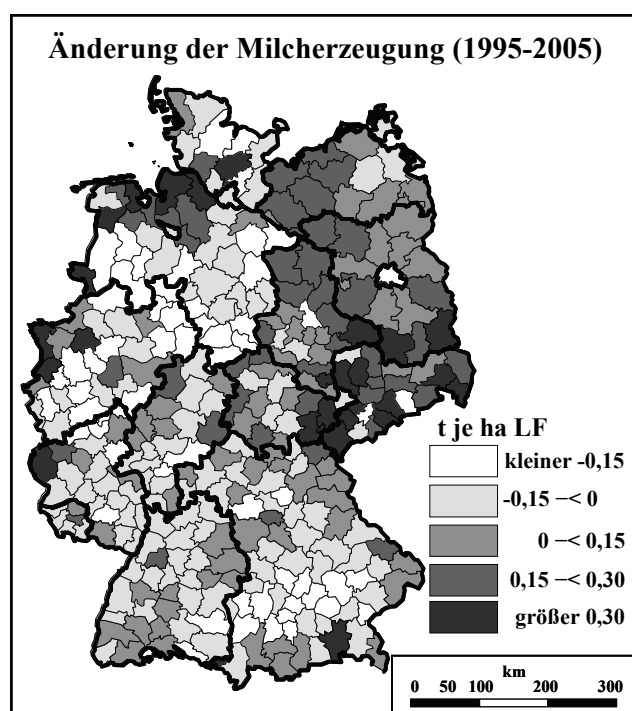 Änderung der Milcherzeugung (1995-2005)
t je ha LF
kleiner -0,15
-0,15 –< 0
0 –< 0,15
0,15 –< 0,30
größer 0,30
km
0 50 100 200 300